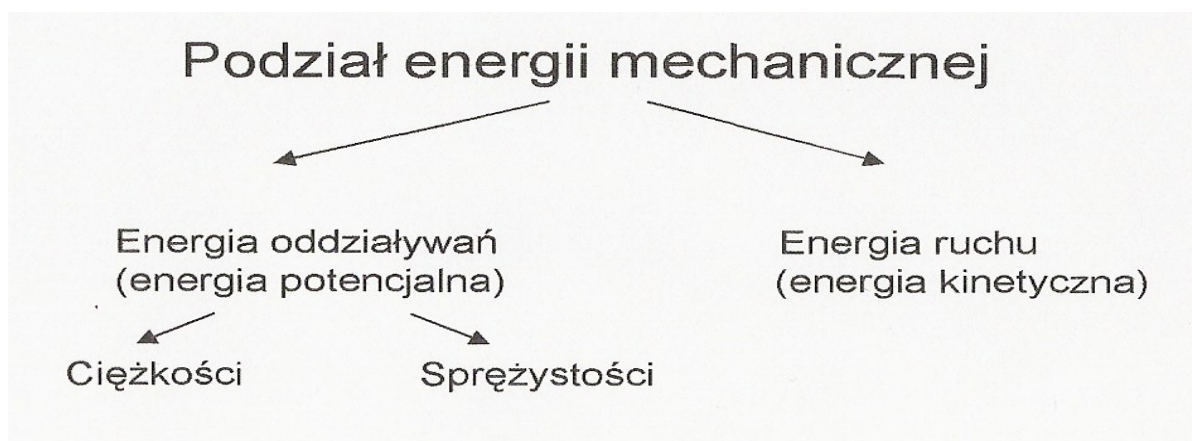 Podział energii mechanicznej
Energia oddziaływań
(energia potencjalna)
Energia ruchu
(energia kinetyczna)
Ciężkości
Sprężystości